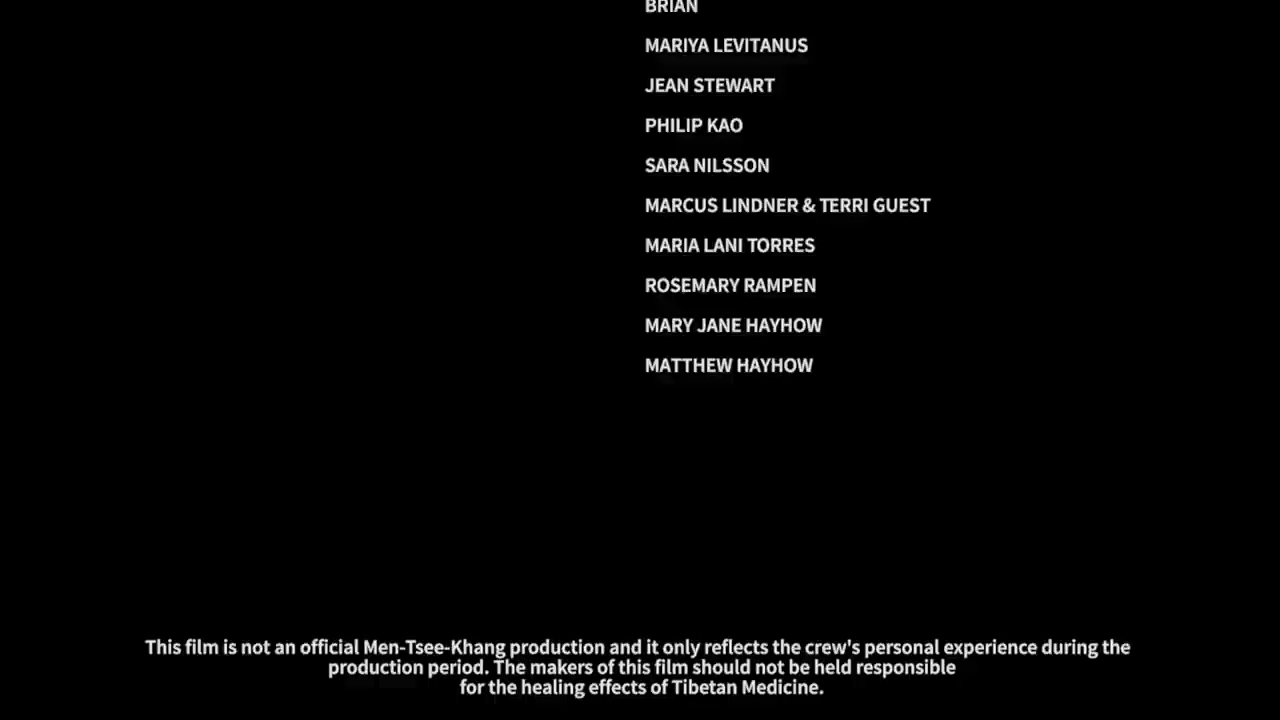 BRIAN
MARIYA LEVITANUS
JEAN STEWART
PHILIP KAO
SARA NILSSON
MARCUS LINDNER & TERRI GUEST
MARIA LANI TORRES
ROSEMARY RAMPEN
MARY JANE HAYHOW
MATTHEW HAYHOW
This film is not an official Men-Tsee-Khang production and it only reflects the crew's personal experience during the
production period. The makers of this film should not be held responsible
for the healing effects of Tibetan Medicine.